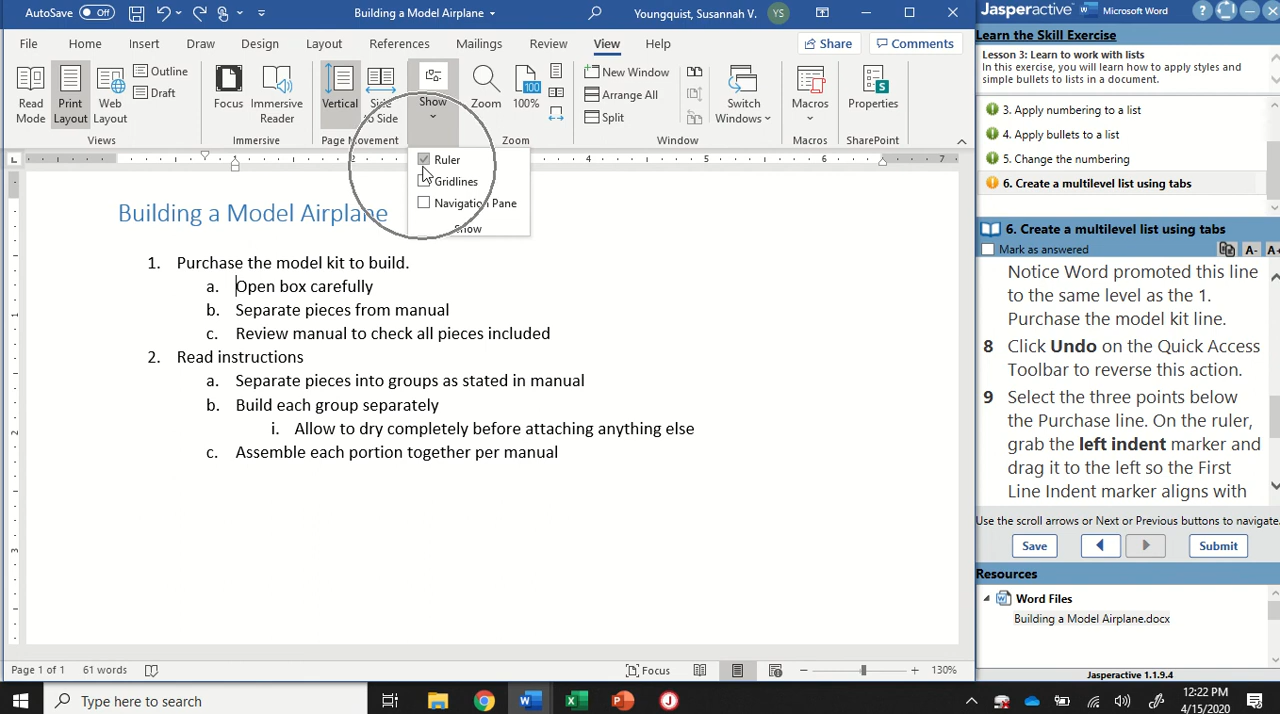 AutoSave Off
Building a Model Airplane
Youngquist, Susannah V. YS
File Home Insert Draw Design Layout References Mailings Review View Help Share Comments
Read Mode
Print Layout
Web Layout
Outline
Draft
Views
Focus
Immersive Reader
Immersive
Vertical
Side to Side
Page Movement
Show
Zoom
100
100%
Zoom
New Window
Arrange All
Split
Window
Switch Windows
Macros
Macros
Properties
SharePoint
Ruler
Gridlines
Navigation Pane
Show
2 4 5 6 7
Building a Model Airplane
1. Purchase the model kit to build.
a. Open box carefully
b. Separate pieces from manual
c. Review manual to check all pieces included
2. Read instructions
a. Separate pieces into groups as stated in manual
b. Build each group separately
i. Allow to dry completely before attaching anything else
c. Assemble each portion together per manual
1
2
3
Page 1 of 1 61 words Focus 130%
Jasperactive Microsoft Word
Learn the Skill Exercise
Lesson 3: Learn to work with lists
In this exercise, you will learn how to apply styles and
simple bullets to lists in a document.
3. Apply numbering to a list
4. Apply bullets to a list
5. Change the numbering
6. Create a multilevel list using tabs
6. Create a multilevel list using tabs
Mark as answered A- A+
Notice Word promoted this line
to the same level as the 1.
Purchase the model kit line.
8 Click Undo on the Quick Access
Toolbar to reverse this action.
9 Select the three points below
the Purchase line. On the ruler,
grab the left indent marker and
drag it to the left so the First
Line Indent marker aligns with
Use the scroll arrows or Next or Previous buttons to navigate.
Save Submit
Resources
Word Files
Building a Model Airplane.docx
Jasperactive 1.1.9.4
Type here to search
12:22 PM
4/15/2020